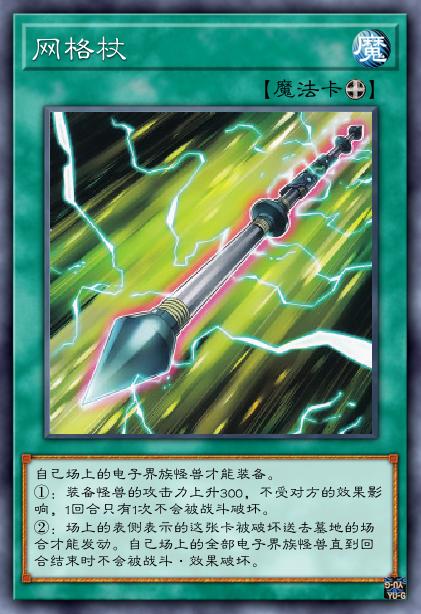 网格杖
魔
【魔法卡】
自己场上的电子界族怪兽才能装备。
①：装备怪兽的攻击力上升300，不受对方的效果影
响，1回合只有1次不会被战斗破坏。
②：场上的表侧表示的这张卡被破坏送去墓地的场
合才能发动。自己场上的全部电子界族怪兽直到回
合结束时不会被战斗·效果破坏。